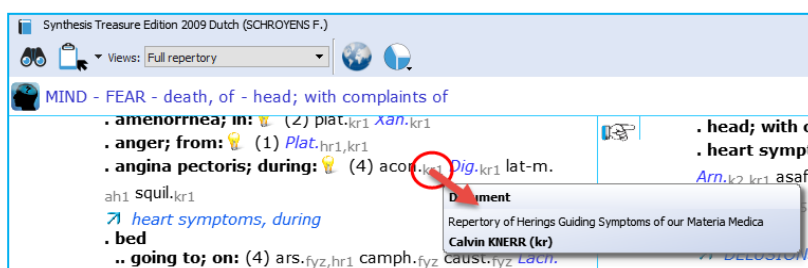 Synthesis Treasure Edition 2009 Dutch (SCHROYENS F.)
Views: Full repertory
MIND - FEAR - death, of - head; with complaints of
. amenorrhea; in: (2) plat.kr1 Xan.kr1
. anger; from: (1) Plat.hr1,kr1
. angina pectoris; during: (4) acon.kr1 Dig.kr1 lat-m.
ah1 squil.kr1
heart symptoms, during
. bed
.. going to; on: (4) ars.fyz,hr1 camph.fyz caust.fyz Lach.
. head; with
. heart symp
Arn.k2,kr1 asaf
Repertory of Herings Guiding Symptoms of our Materia Medica
Calvin KNERR (kr)
DELUSION